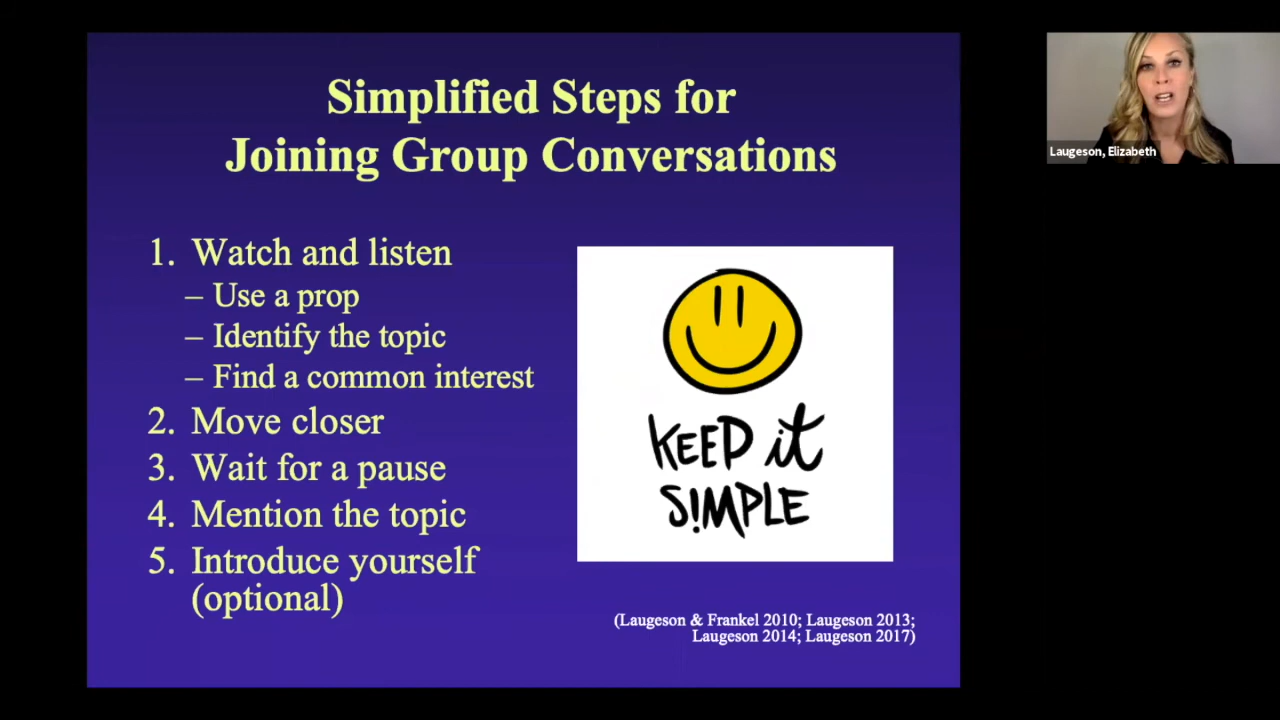 Simplified Steps for
Joining Group Conversations
1. Watch and listen
– Use a prop
– Identify the topic
– Find a common interest
2. Move closer
3. Wait for a pause
4. Mention the topic
5. Introduce yourself
(optional)
KEEP it
S!MPLE
(Laugeson & Frankel 2010; Laugeson 2013;
Laugeson 2014; Laugeson 2017)
Laugeson, Elizabeth